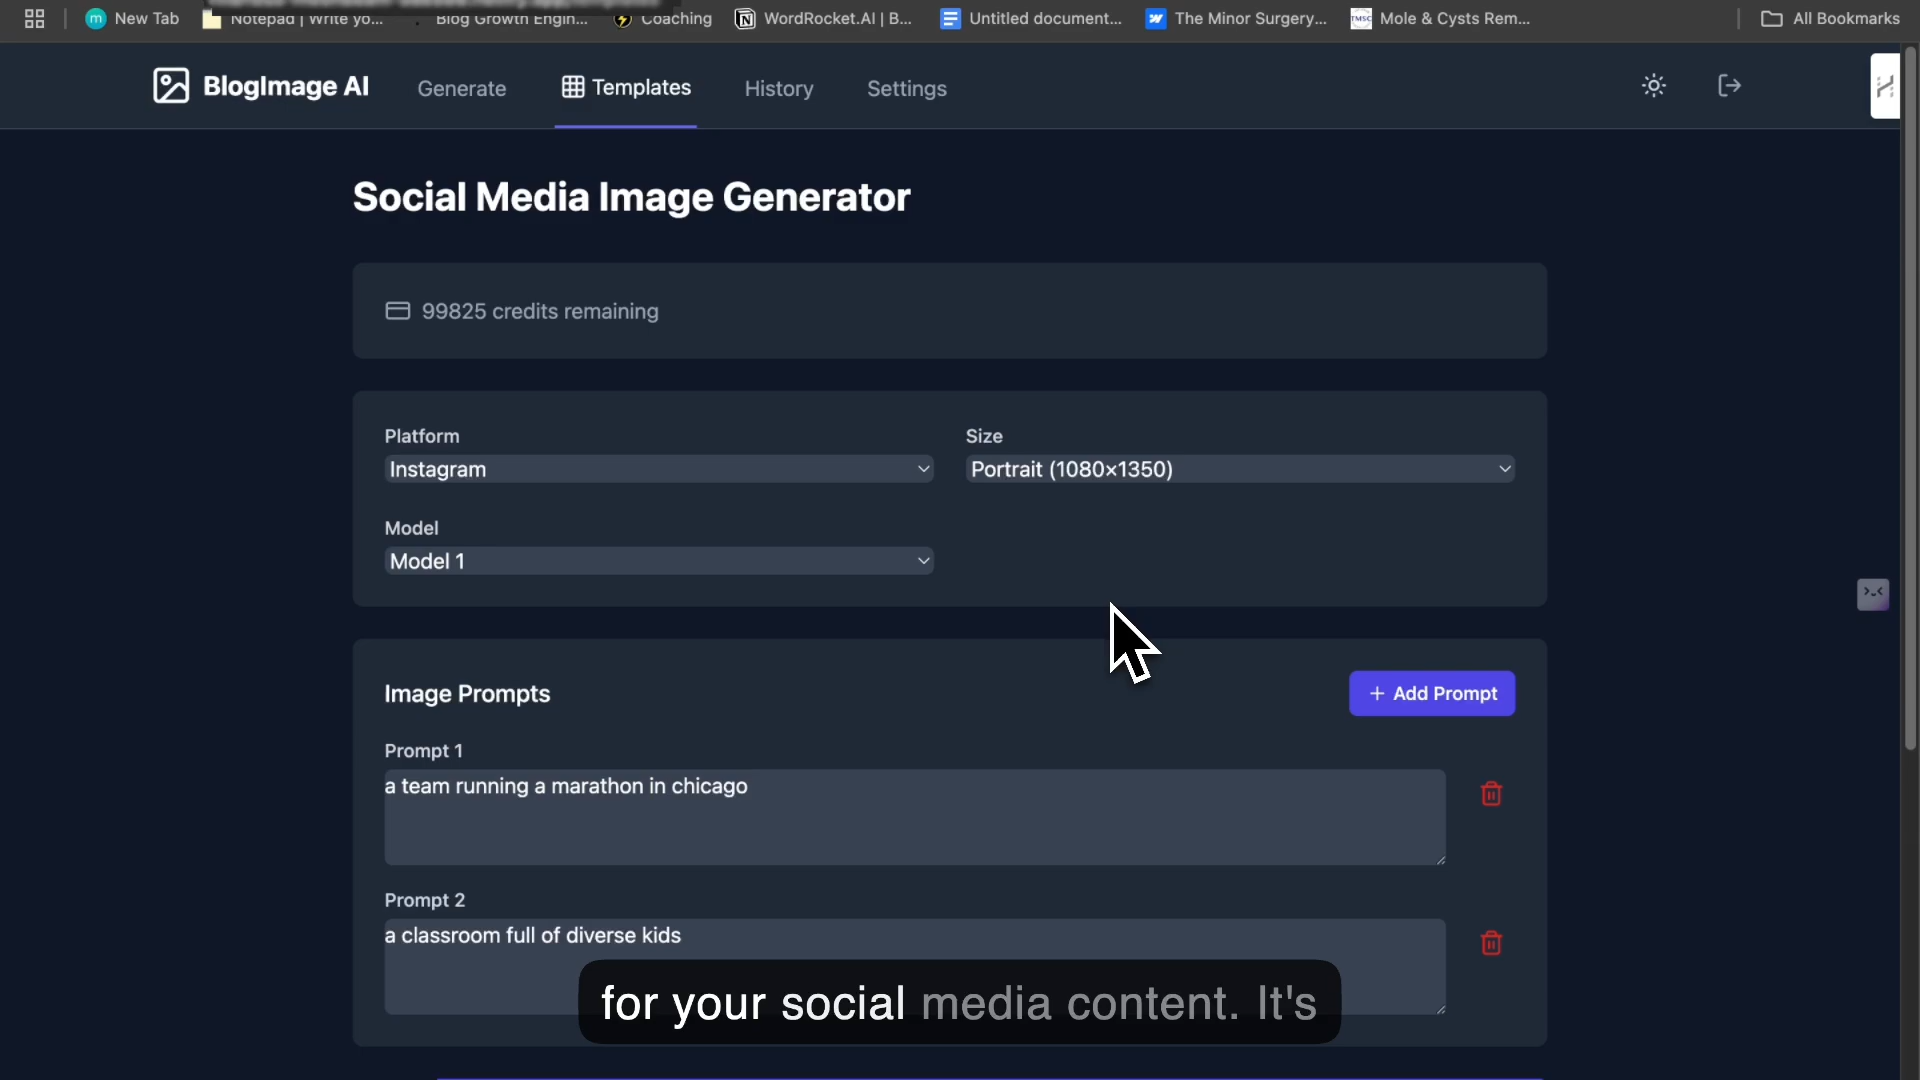 New Tab
Notepad | Write yo...
Blog Growth Engin...
Coaching
WordRocket.AI | B...
Untitled document...
The Minor Surgery...
TMSC
Mole & Cysts Rem...
All Bookmarks
BlogImage AI
Generate
Templates
History
Settings
Social Media Image Generator
99825 credits remaining
Platform
Size
Instagram
Portrait (1080×1350)
Model
Model 1
Image Prompts
+ Add Prompt
Prompt 1
a team running a marathon in chicago
Prompt 2
a classroom full of diverse kids
for your social media content. It's